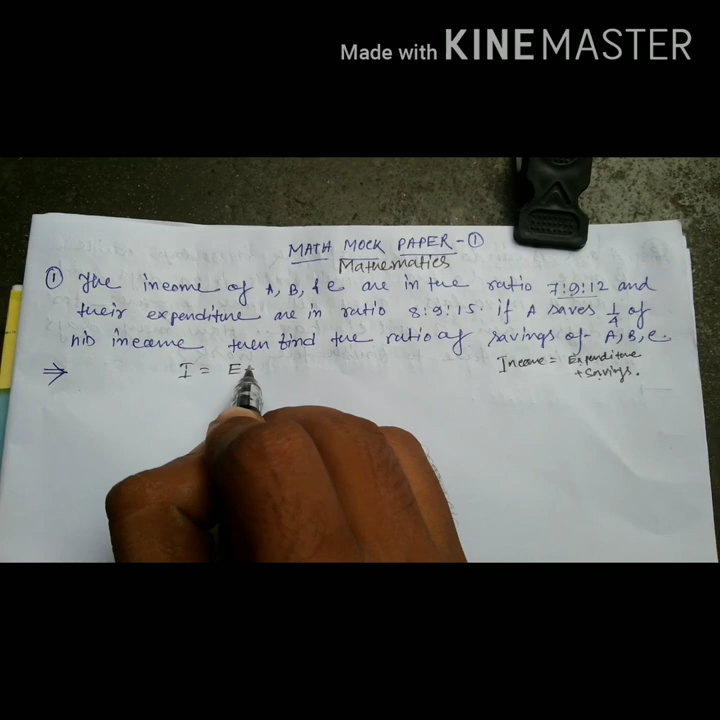 Made with KINEMASTER
MATH MOCK PAPER-①
Mathematics
① The income of A, B, & C are in the ratio 7:9:12 and
their expenditure are in ratio 8:9:15. if A saves 1/4 of
his income then find the ratio of savings of A, B, C.
Income = Expenditure
+ Savings.
⇒ I = E